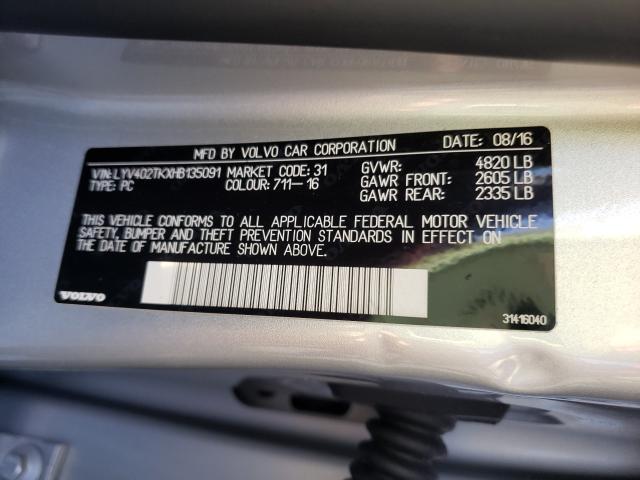 MFD BY VOLVO CAR CORPORATION DATE: 08/16
VIN: LYV402TKXHB135091 MARKET CODE: 31 GVWR: 4820 LB
TYPE: PC COLOUR: 711-16 GAWR FRONT: 2605 LB
GAWR REAR: 2335 LB
THIS VEHICLE CONFORMS TO ALL APPLICABLE FEDERAL MOTOR VEHICLE
SAFETY, BUMPER AND THEFT PREVENTION STANDARDS IN EFFECT ON
THE DATE OF MANUFACTURE SHOWN ABOVE.
VOLVO 31416040